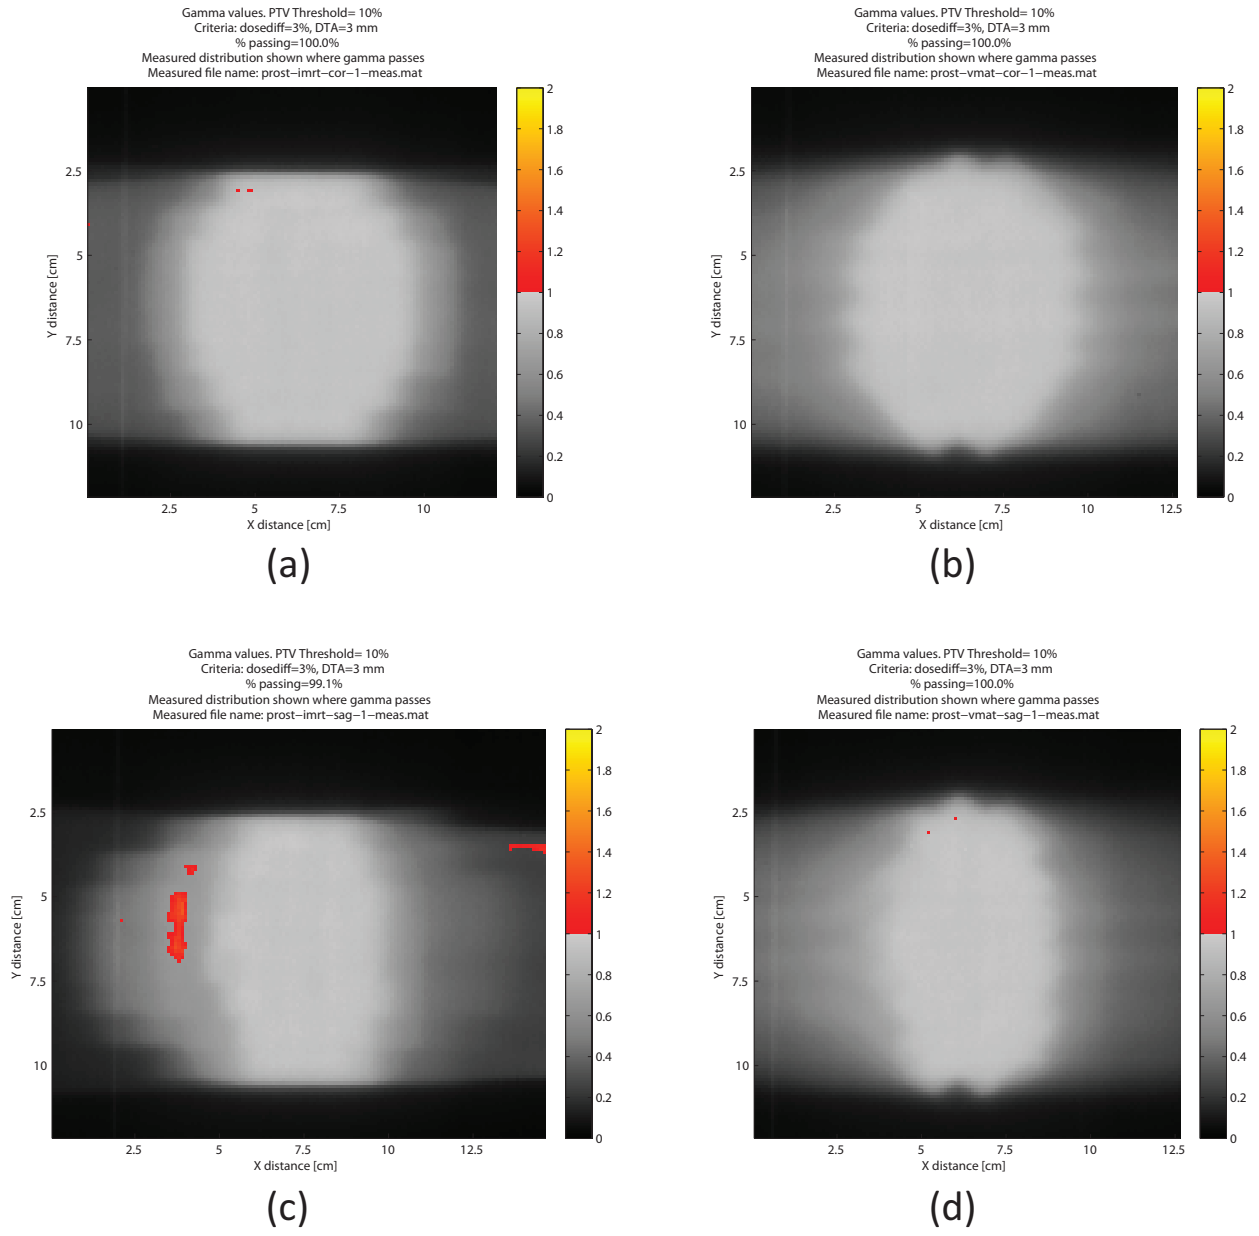 Gamma values. PTV Threshold= 10%
Criteria: dosediff=3%, DTA=3 mm
% passing=100.0%
Measured distribution shown where gamma passes
Measured file name: prost−imrt−cor−1−meas.mat
2.5
5
7.5
10
Y distance [cm]
2.5
5
7.5
10
X distance [cm]
2
1.8
1.6
1.4
1.2
1
0.8
0.6
0.4
0.2
0
(a)
Gamma values. PTV Threshold= 10%
Criteria: dosediff=3%, DTA=3 mm
% passing=100.0%
Measured distribution shown where gamma passes
Measured file name: prost−vmat−cor−1−meas.mat
2.5
5
7.5
10
Y distance [cm]
2.5
5
7.5
10
12.5
X distance [cm]
2
1.8
1.6
1.4
1.2
1
0.8
0.6
0.4
0.2
0
(b)
Gamma values. PTV Threshold= 10%
Criteria: dosediff=3%, DTA=3 mm
% passing=99.1%
Measured distribution shown where gamma passes
Measured file name: prost−imrt−sag−1−meas.mat
2.5
5
7.5
10
Y distance [cm]
2.5
5
7.5
10
12.5
X distance [cm]
2
1.8
1.6
1.4
1.2
1
0.8
0.6
0.4
0.2
0
(c)
Gamma values. PTV Threshold= 10%
Criteria: dosediff=3%, DTA=3 mm
% passing=100.0%
Measured distribution shown where gamma passes
Measured file name: prost−vmat−sag−1−meas.mat
2.5
5
7.5
10
Y distance [cm]
2.5
5
7.5
10
12.5
X distance [cm]
2
1.8
1.6
1.4
1.2
1
0.8
0.6
0.4
0.2
0
(d)